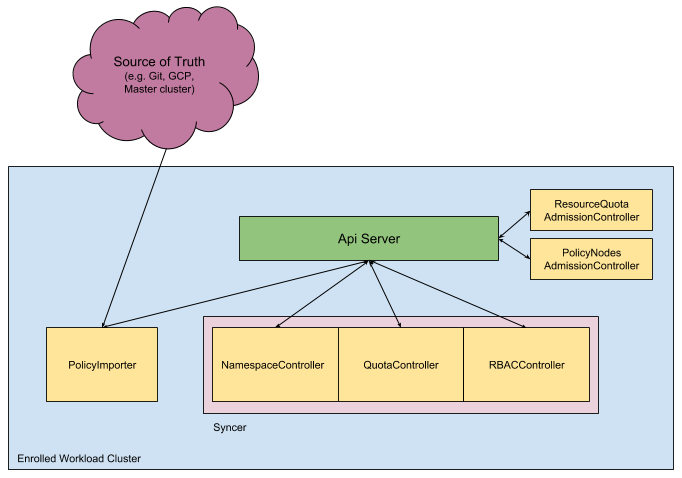 Source of Truth
(e.g. Git, GCP,
Master cluster)
ResourceQuota
AdmissionController
Api Server
PolicyNodes
AdmissionController
PolicyImporter
NamespaceController
QuotaController
RBACController
Syncer
Enrolled Workload Cluster